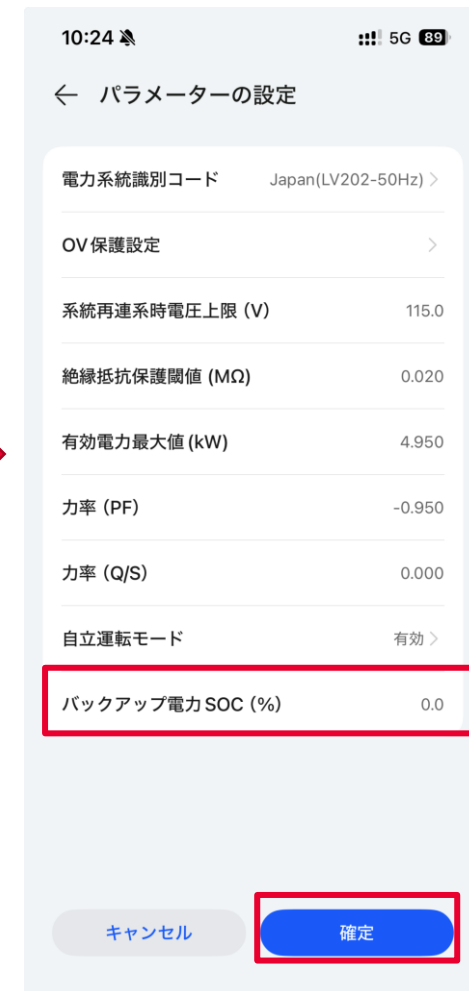 10:24
5G 89
← パラメーターの設定
電力系統識別コード Japan(LV202-50Hz) >
OV保護設定 >
系統再連系時電圧上限（V） 115.0
絶縁抵抗保護閾値 (MΩ) 0.020
有効電力最大値(kW) 4.950
力率（PF） -0.950
力率（Q/S） 0.000
自立運転モード 有効 >
バックアップ電力SOC（%） 0.0
キャンセル 確定